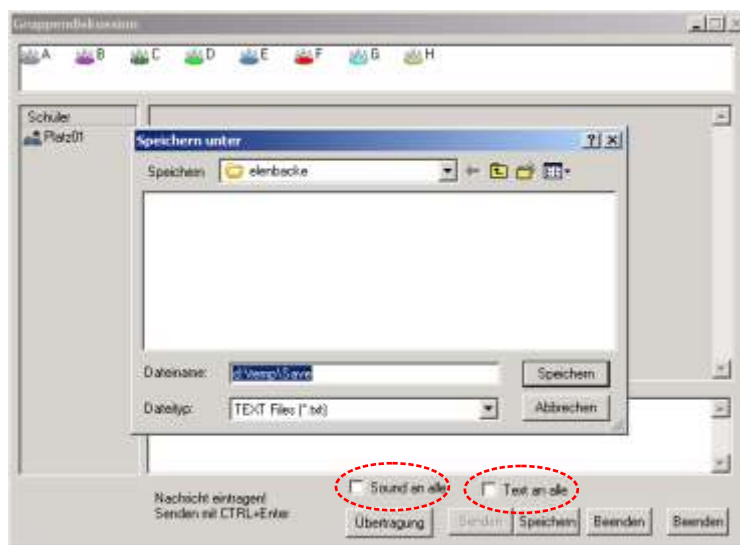 Gruppendiskussion
A B C D E F G H
Schüler
Platz01
Speichern unter
Speichern elenbacke
Dateiname: d:\temp\Save
Speichern
Dateityp: TEXT Files (*.txt)
Abbrechen
Sound an alle Text an alle
Nachricht eintragen!
Senden mit CTRL+Enter
Übertragung Senden Speichern Beenden Beenden